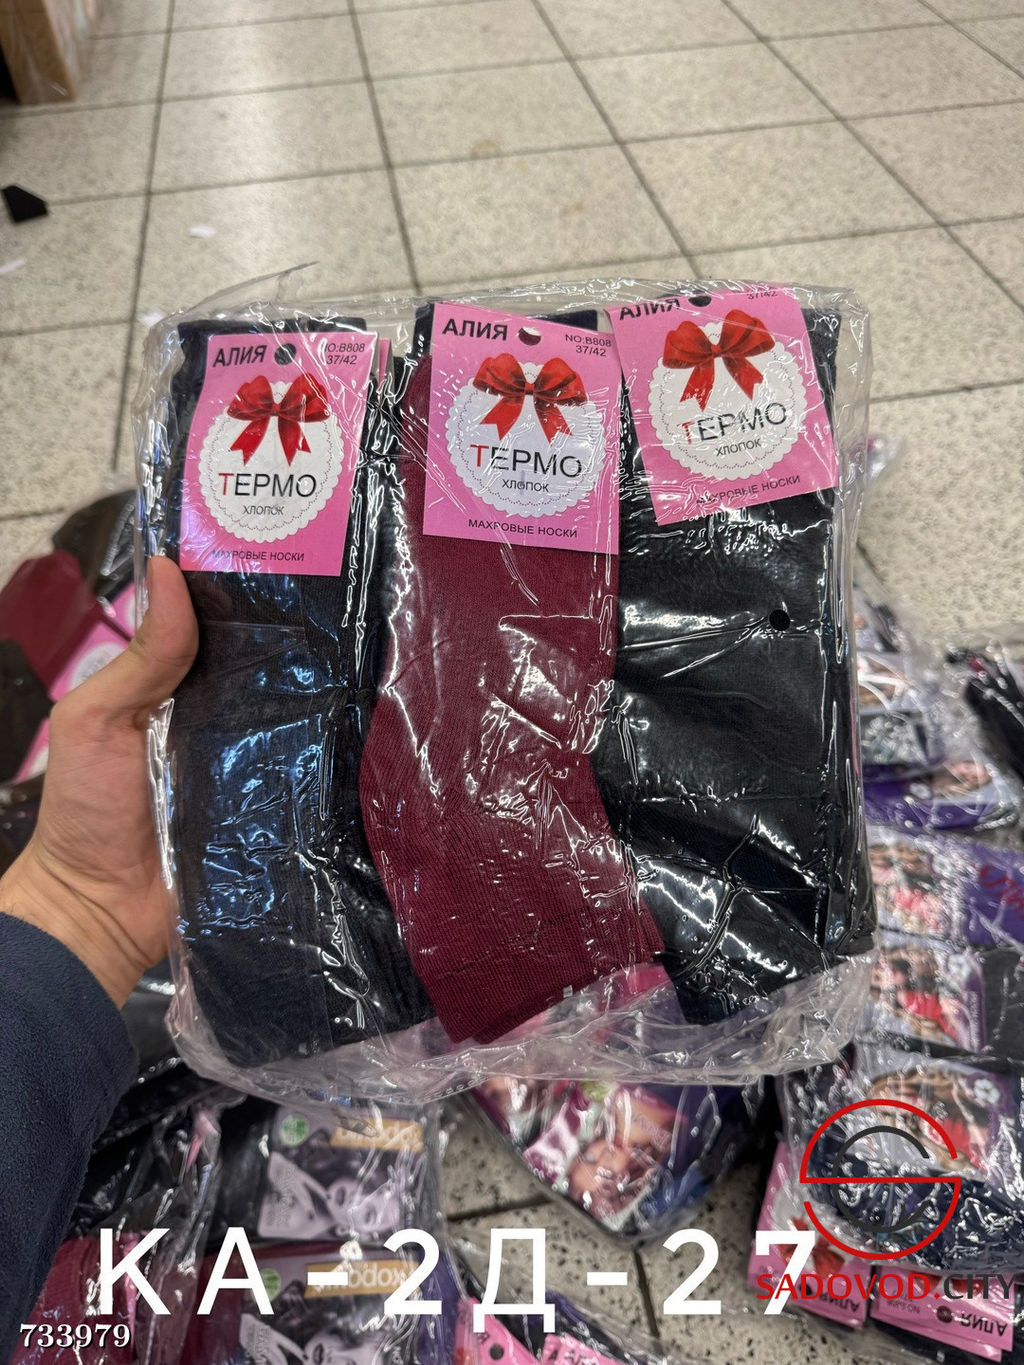 АЛИЯ
NO:B808
37/42
ТЕРМО
ХЛОПОК
МАХРОВЫЕ НОСКИ
АЛИЯ
NO:B808
37/42
ТЕРМО
ХЛОПОК
МАХРОВЫЕ НОСКИ
АЛИЯ
37/42
ТЕРМО
ХЛОПОК
МАХРОВЫЕ НОСКИ
КА-2Д-27
SADOVOD.CITY
733979
АЛИЯ